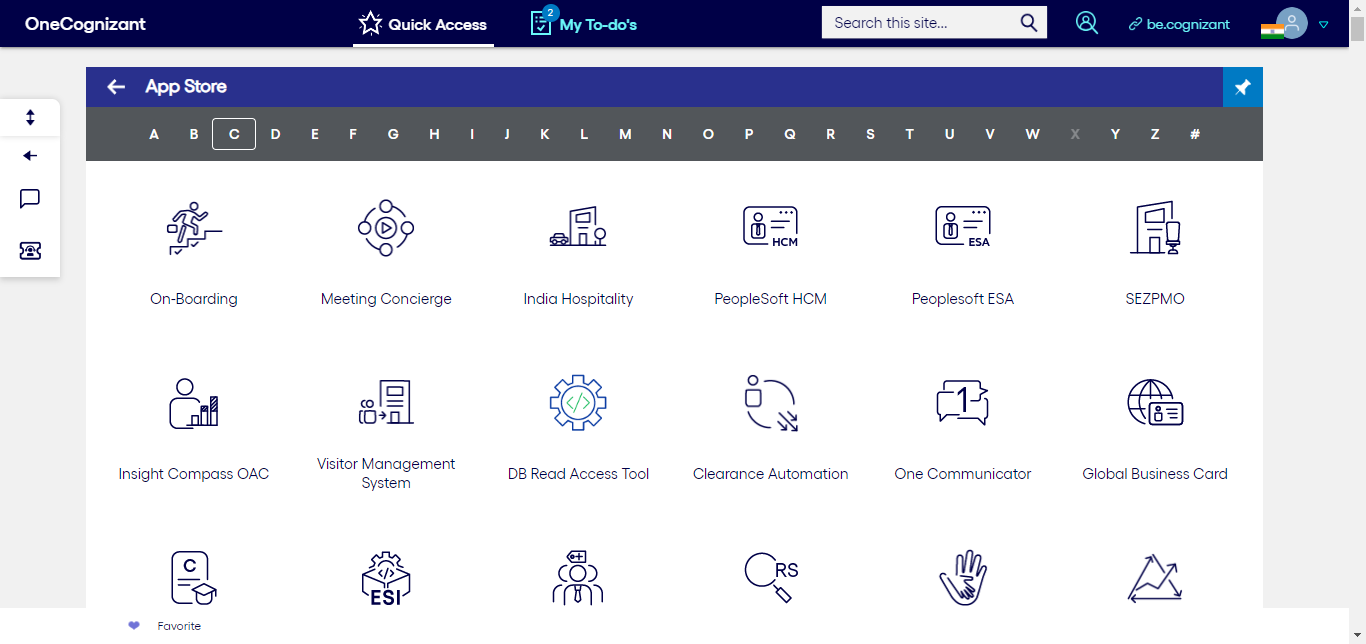 OneCognizant
Quick Access
2
My To-do's
Search this site...
be.cognizant
App Store
A B C D E F G H I J K L M N O P Q R S T U V W X Y Z #
HCM
ESA
On-Boarding
Meeting Concierge
India Hospitality
PeopleSoft HCM
Peoplesoft ESA
SEZPMO
1
Insight Compass OAC
Visitor Management
System
DB Read Access Tool
Clearance Automation
One Communicator
Global Business Card
C
ESI
RS
Favorite